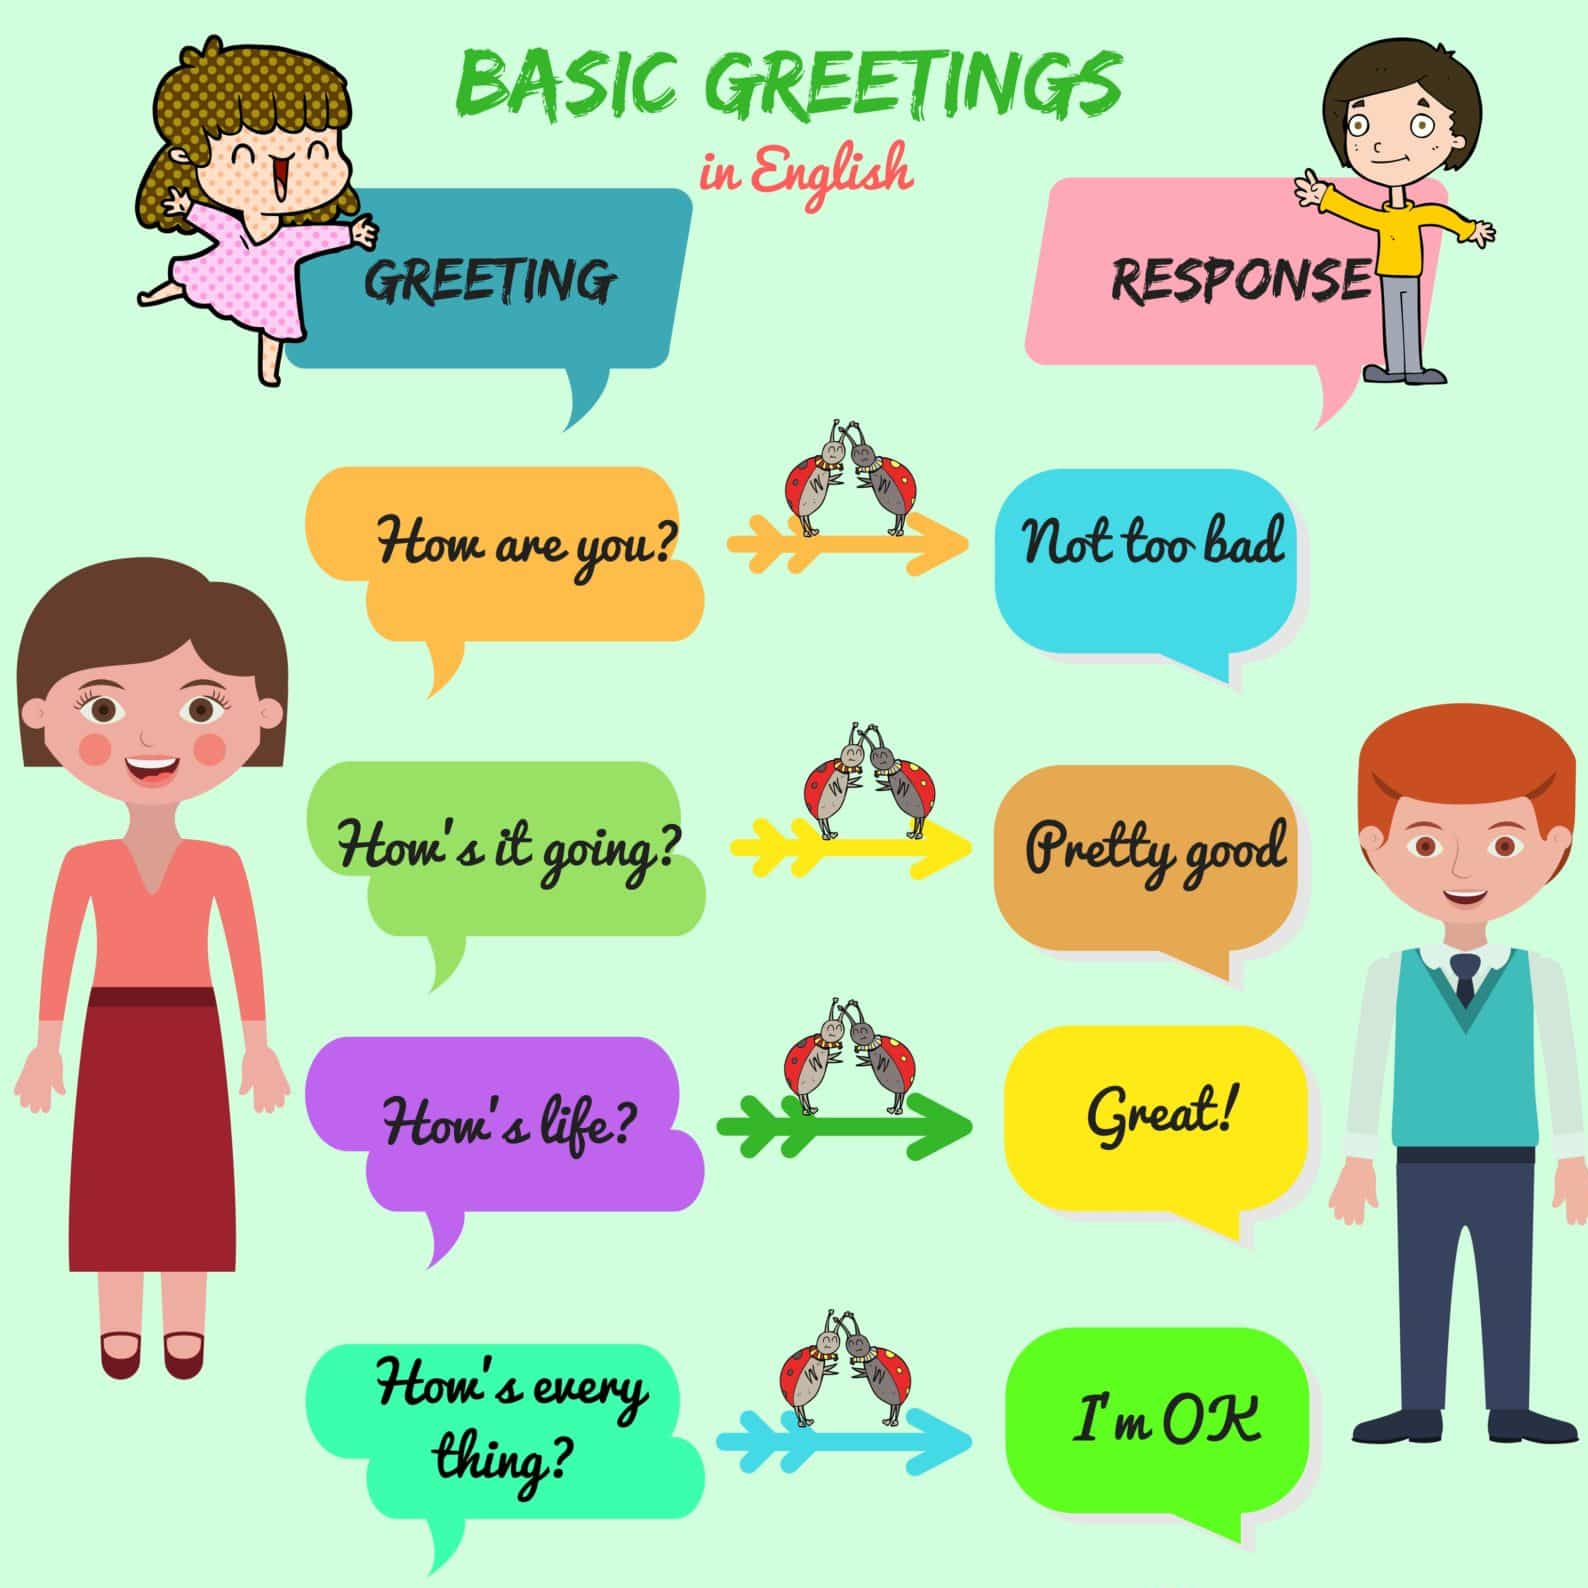 BASIC GREETINGS
in English
GREETING
RESPONSE
How are you?
Not too bad
How's it going?
Pretty good
How's life?
Great!
How's every
thing?
I'm OK